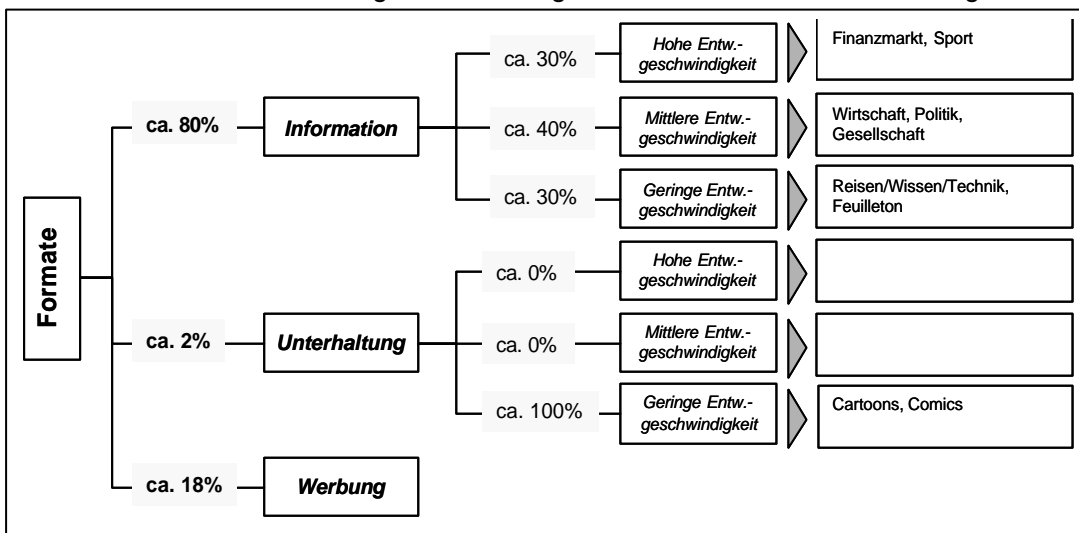 Finanzmarkt, Sport
Hohe Entw.-
geschwindigkeit
ca. 30%
Wirtschaft, Politik,
Gesellschaft
Mittlere Entw.-
geschwindigkeit
ca. 40%
Information
ca. 80%
Reisen/Wissen/Technik,
Feuilleton
Geringe Entw.-
geschwindigkeit
ca. 30%
Formate
Hohe Entw.-
geschwindigkeit
ca. 0%
Mittlere Entw.-
geschwindigkeit
ca. 0%
Unterhaltung
ca. 2%
Cartoons, Comics
Geringe Entw.-
geschwindigkeit
ca. 100%
ca. 18%
Werbung